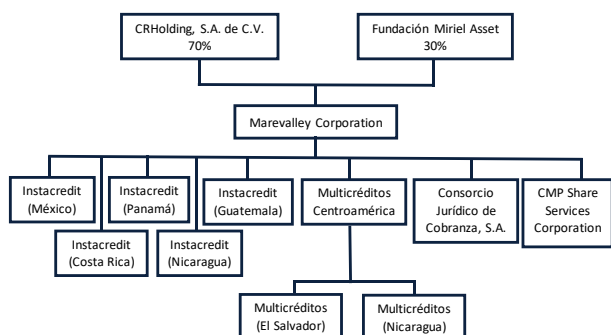 CRHolding, S.A. de C.V.
70%
Fundación Miriel Asset
30%
Marevalley Corporation
Instacredit
(México)
Instacredit
(Panamá)
Instacredit
(Guatemala)
Multicréditos
Centroamérica
Consorcio
Jurídico de
Cobranza, S.A.
CMP Share
Services
Corporation
Instacredit
(Costa Rica)
Instacredit
(Nicaragua)
Multicréditos
(El Salvador)
Multicréditos
(Nicaragua)